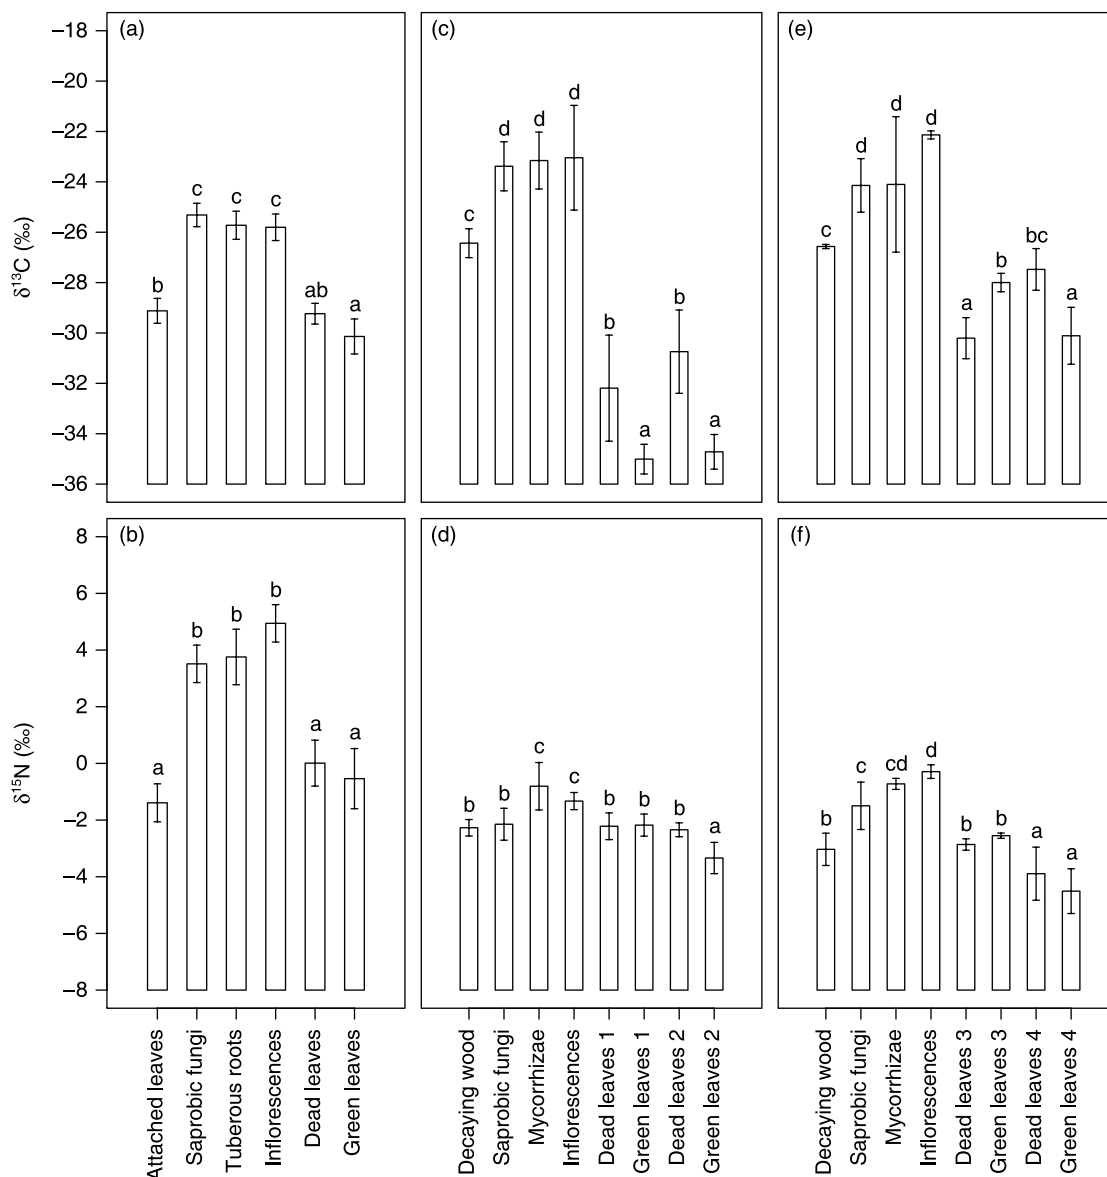 (a)
(c)
(e)
−18
−20
−22
−24
−26
−28
−30
−32
−34
−36
δ13C (‰)
b
c
c
c
ab
a
c
d
d
d
b
a
b
a
c
d
d
d
a
b
bc
a
(b)
(d)
(f)
8
6
4
2
0
−2
−4
−6
−8
δ15N (‰)
a
b
b
b
a
a
b
b
c
c
b
b
b
a
b
c
cd
d
b
b
a
a
Attached leaves
Saprobic fungi
Tuberous roots
Inflorescences
Dead leaves
Green leaves
Decaying wood
Saprobic fungi
Mycorrhizae
Inflorescences
Dead leaves 1
Green leaves 1
Dead leaves 2
Green leaves 2
Decaying wood
Saprobic fungi
Mycorrhizae
Inflorescences
Dead leaves 3
Green leaves 3
Dead leaves 4
Green leaves 4